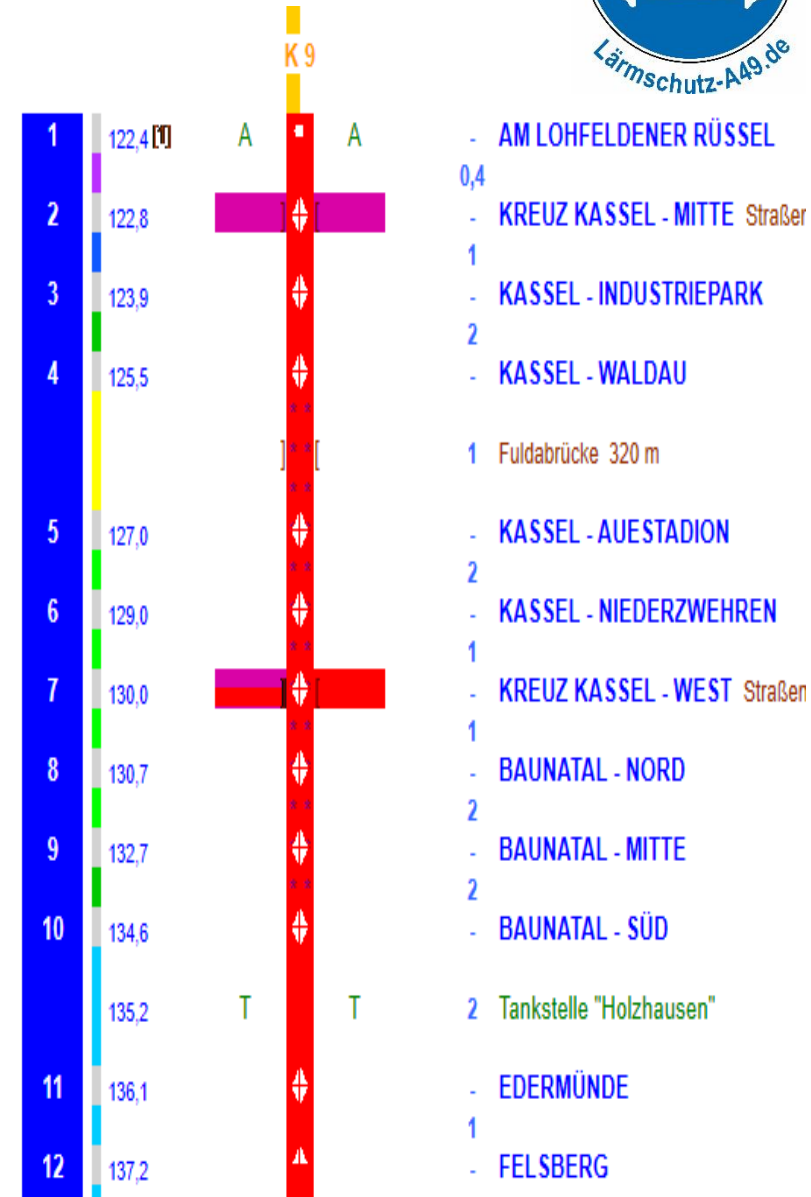 K 9
Lärmschutz-A49.de
1 122,4 [1] A A - AM LOHFELDENER RÜSSEL
0,4
2 122,8 ] [ - KREUZ KASSEL - MITTE Straßen
1
3 123,9 - KASSEL - INDUSTRIEPARK
2
4 125,5 - KASSEL - WALDAU
* *
] * * [ 1 Fuldabrücke 320 m
* *
5 127,0 - KASSEL - AUESTADION
* * 2
6 129,0 - KASSEL - NIEDERZWEHREN
* * 1
7 130,0 ] [ - KREUZ KASSEL - WEST Straßen
* * 1
8 130,7 - BAUNATAL - NORD
* * 2
9 132,7 - BAUNATAL - MITTE
* * 2
10 134,6 - BAUNATAL - SÜD
135,2 T T 2 Tankstelle "Holzhausen"
11 136,1 - EDERMÜNDE
1
12 137,2 - FELSBERG